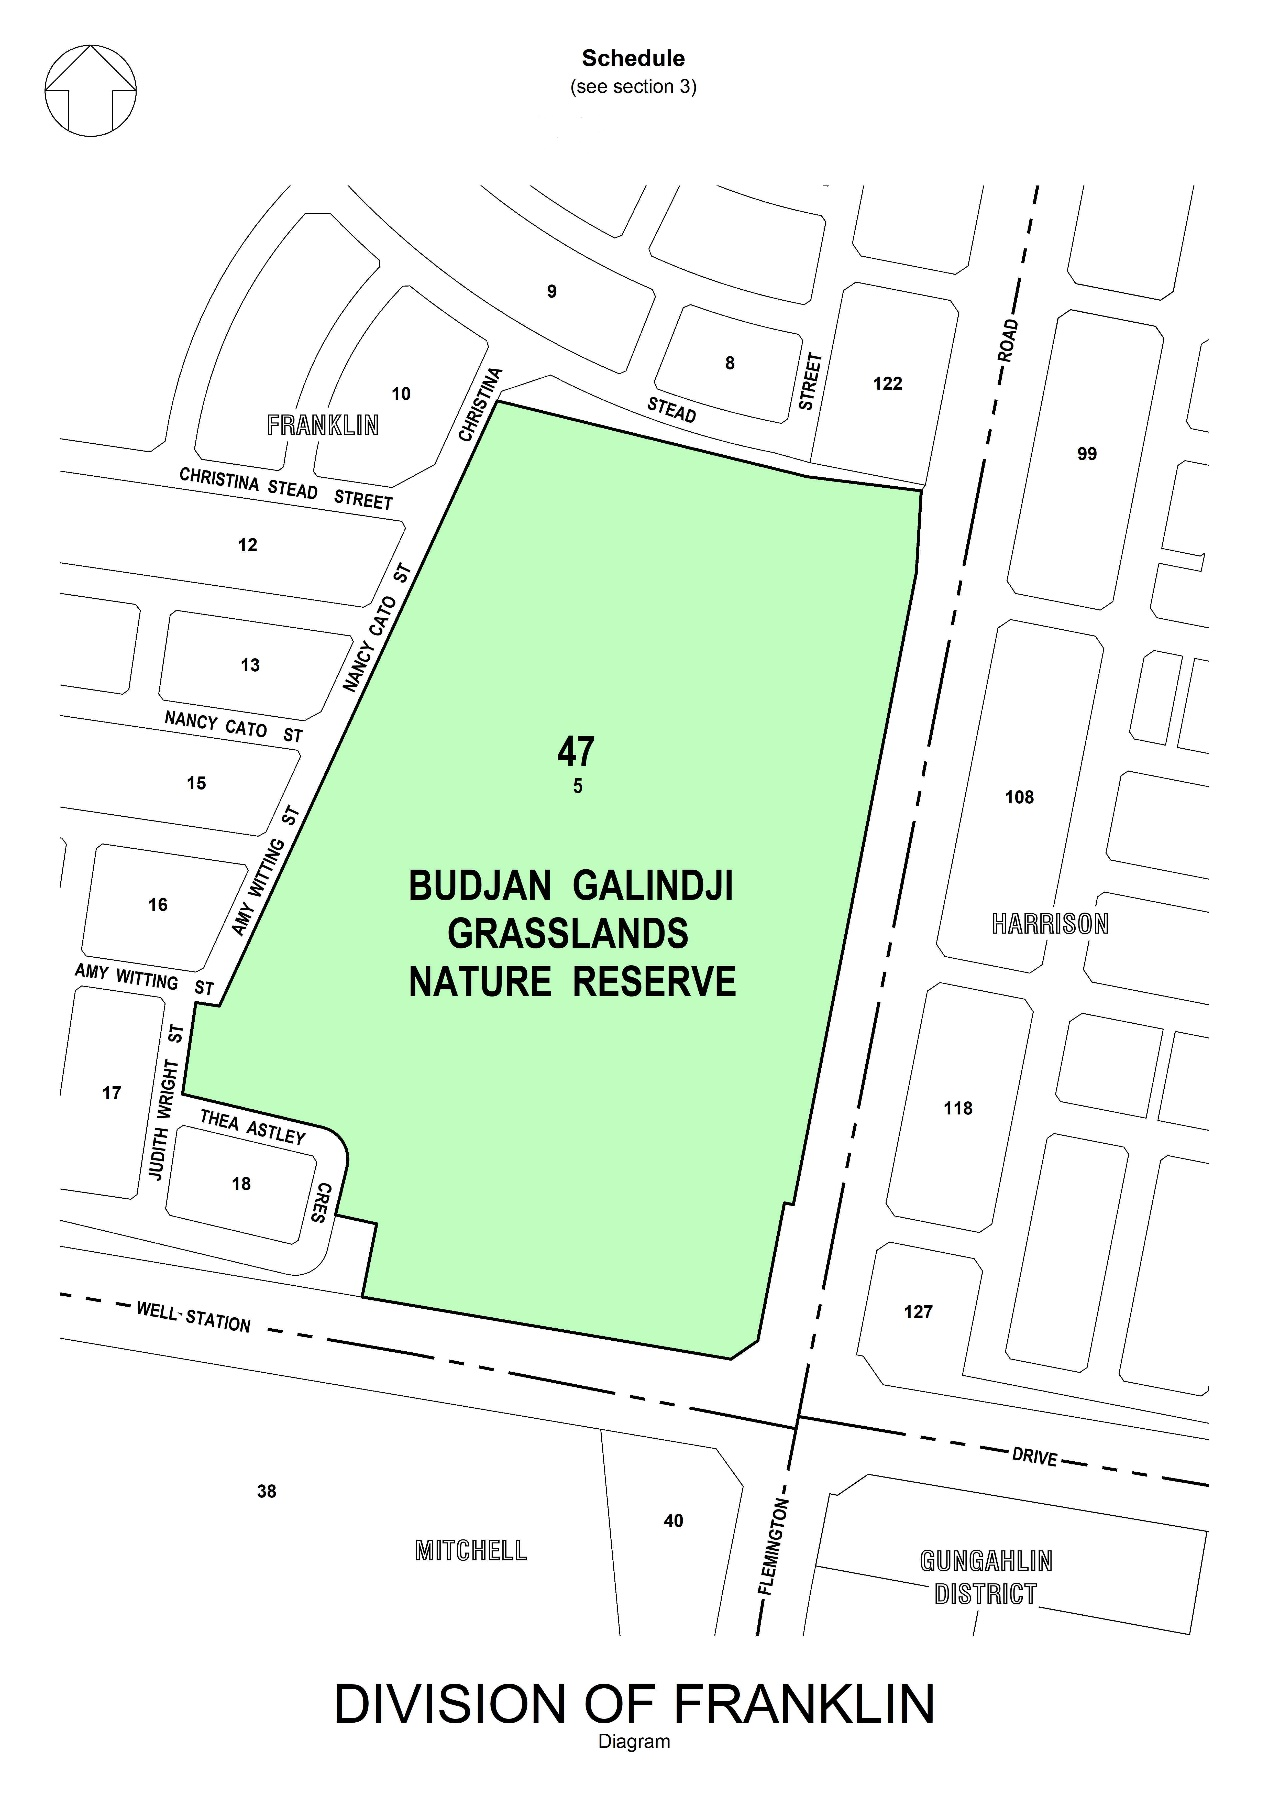 Schedule
(see section 3)
9
8
STREET
ROAD
122
10
CHRISTINA
STEAD
FRANKLIN
99
CHRISTINA STEAD STREET
12
NANCY CATO ST
13
NANCY CATO ST
47
5
15
108
AMY WITTING ST
BUDJAN GALINDJI
GRASSLANDS
NATURE RESERVE
16
HARRISON
AMY WITTING ST
JUDITH WRIGHT ST
17
118
THEA ASTLEY
CRES
18
WELL-STATION
127
DRIVE
38
40
FLEMINGTON
MITCHELL
GUNGAHLIN
DISTRICT
DIVISION OF FRANKLIN
Diagram